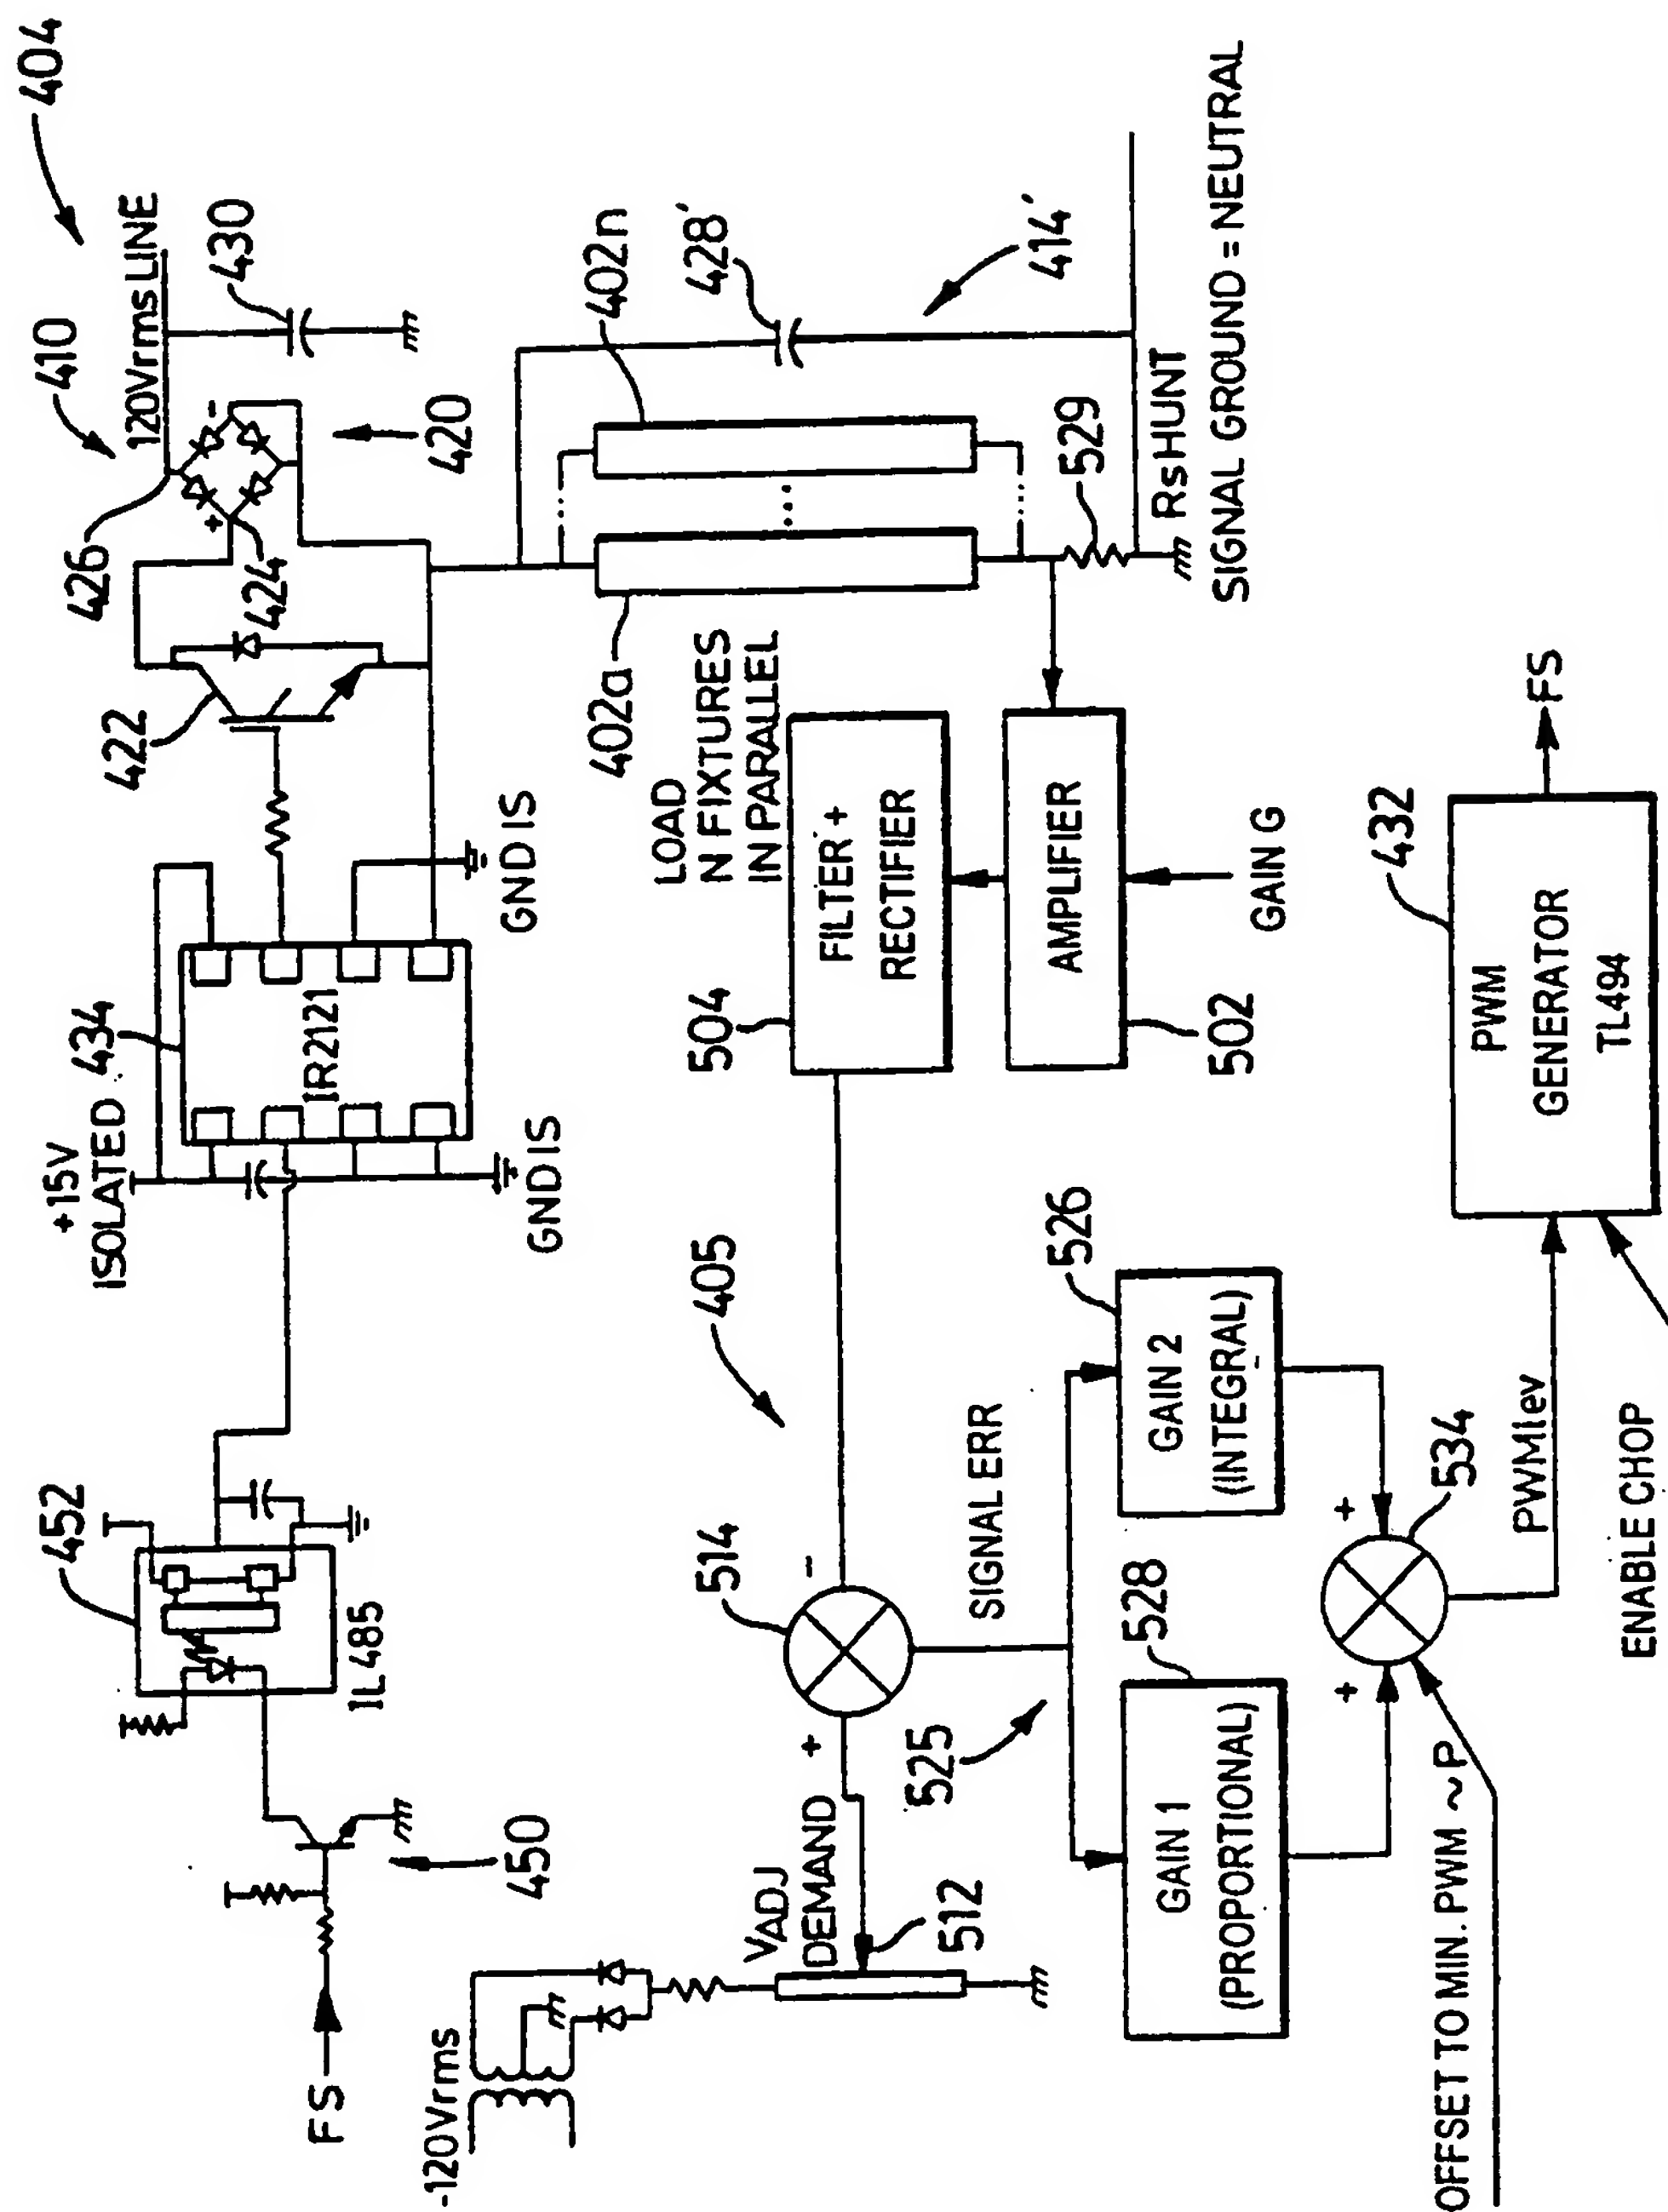 404
410
120VrmsLINE
430
426
424
420
422
+15V
ISOLATED
434
IR2121
GND IS
GND IS
452
IL485
FS
450
402n
428'
414'
402a
LOAD
N FIXTURES
IN PARALLEL
529
RsHUNT
SIGNAL GROUND = NEUTRAL
504
FILTER +
RECTIFIER
AMPLIFIER
502
GAIN G
405
514
-
+
-120Vrms
VADJ
DEMAND
512
SIGNAL ERR
525
526
GAIN 2
(INTEGRAL)
528
GAIN 1
(PROPORTIONAL)
+
+
534
OFFSET TO MIN. PWM ~P
PWMlev
ENABLE CHOP
432
PWM
GENERATOR
TL494
FS
+
-